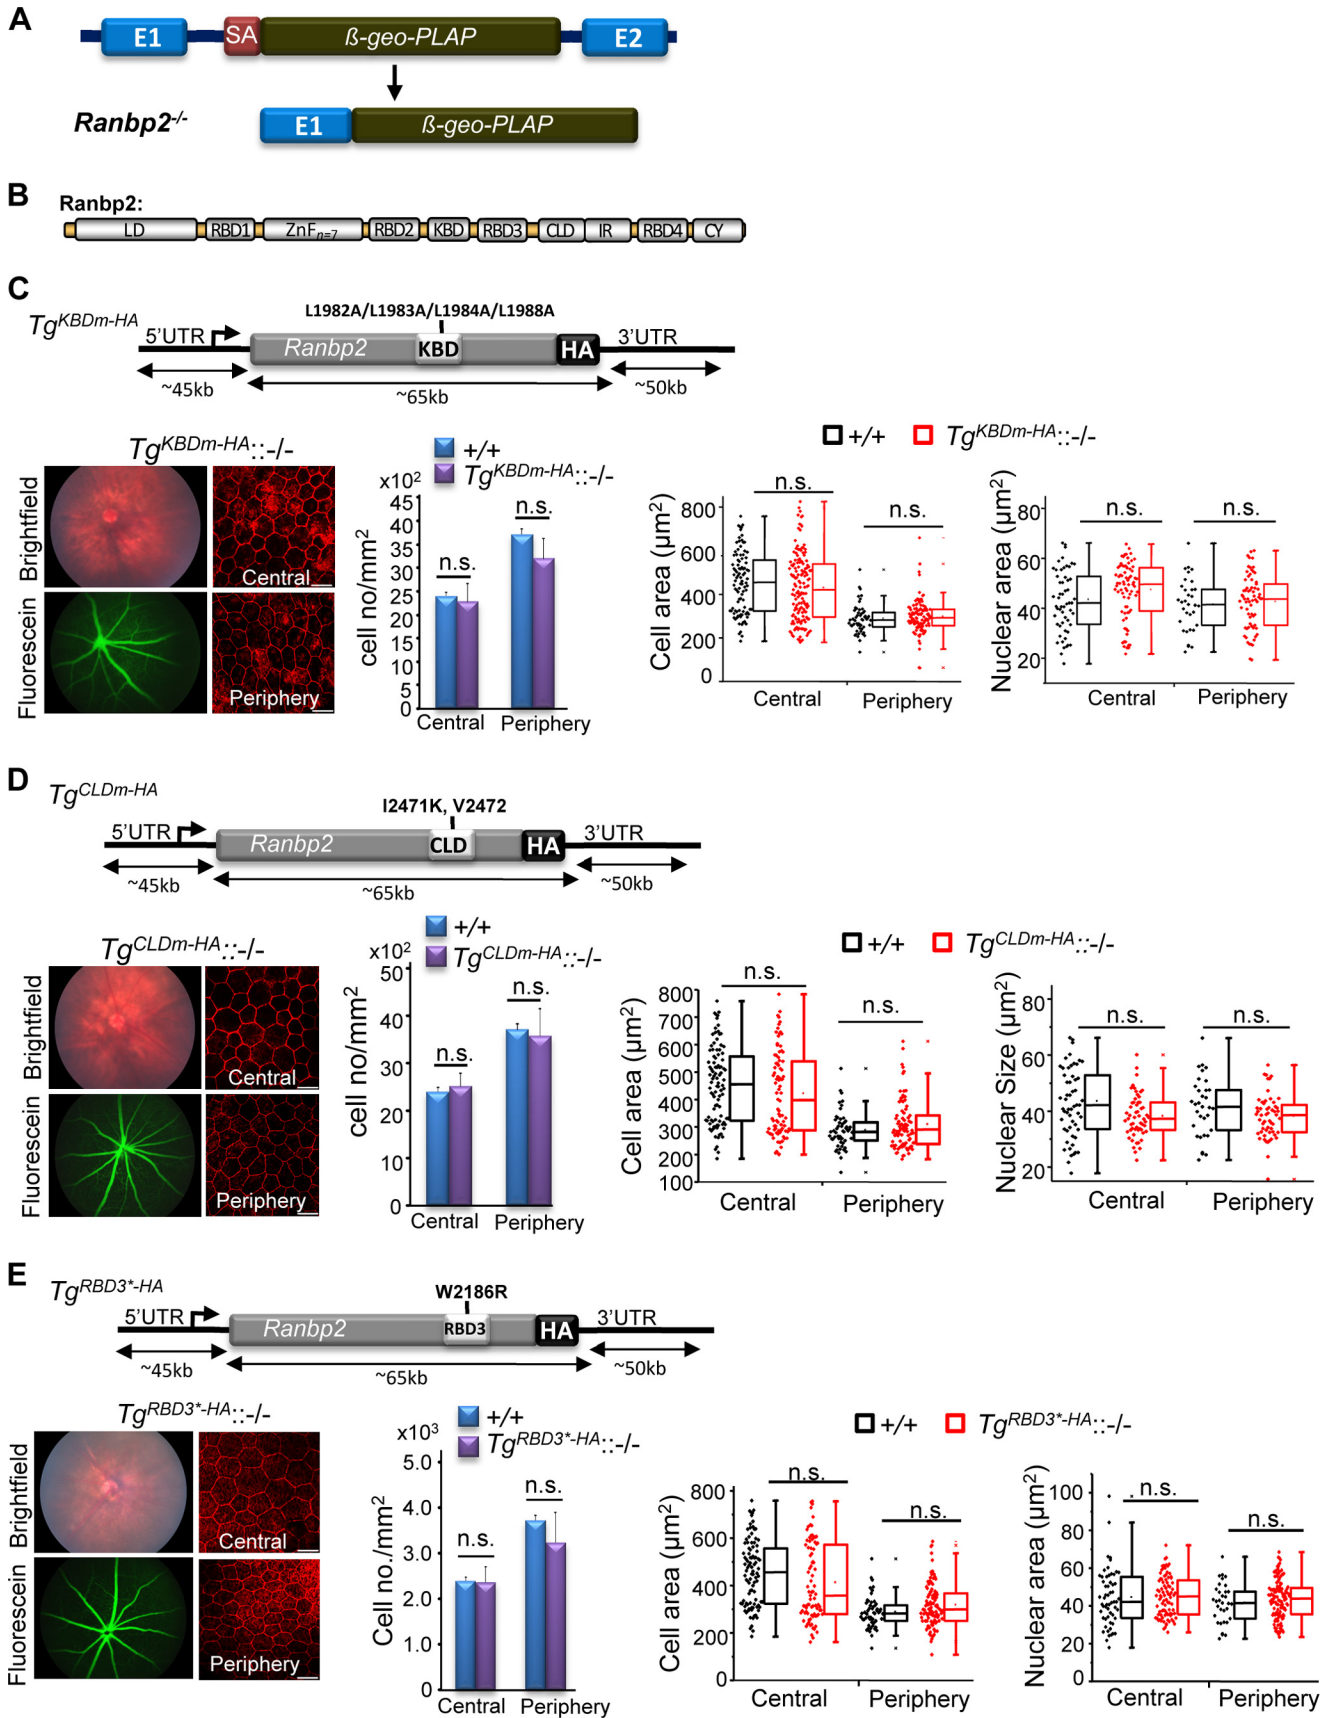 A
E1 SA ß-geo-PLAP E2
Ranbp2-/- E1 ß-geo-PLAP
B
Ranbp2:
LD RBD1 ZnFn=7 RBD2 KBD RBD3 CLD IR RBD4 CY
C
TgKBDm-HA
L1982A/L1983A/L1984A/L1988A
5’UTR Ranbp2 KBD HA 3’UTR
~45kb ~65kb ~50kb
TgKBDm-HA::-/-
Brightfield
Central
Fluorescein
Periphery
+/+
TgKBDm-HA::-/-
x10²
cell no/mm²
45
40
35
30
25
20
15
10
5
0
n.s.
n.s.
Central Periphery
+/+ TgKBDm-HA::-/-
Cell area (µm²)
800
600
400
200
0
n.s.
n.s.
Central Periphery
Nuclear area (µm²)
80
60
40
20
n.s. n.s.
Central Periphery
D
TgCLDm-HA
I2471K, V2472
5’UTR Ranbp2 CLD HA 3’UTR
~45kb ~65kb ~50kb
TgCLDm-HA::-/-
Brightfield
Central
Fluorescein
Periphery
+/+
TgCLDm-HA::-/-
x10²
cell no/mm²
50
40
30
20
10
0
n.s.
n.s.
Central Periphery
+/+ TgCLDm-HA::-/-
Cell area (µm²)
800
700
600
500
400
300
200
100
n.s.
n.s.
Central Periphery
Nuclear Size (µm²)
80
60
40
20
n.s. n.s.
Central Periphery
E
TgRBD3*-HA
W2186R
5’UTR Ranbp2 RBD3 HA 3’UTR
~45kb ~65kb ~50kb
TgRBD3*-HA::-/-
Brightfield
Central
Fluorescein
Periphery
+/+
TgRBD3*-HA::-/-
x10³
Cell no./mm²
5.0
4.0
3.0
2.0
1.0
0
n.s.
n.s.
Central Periphery
+/+ TgRBD3*-HA::-/-
Cell area (µm²)
800
600
400
200
0
n.s.
n.s.
Central Periphery
Nuclear area (µm²)
100
80
60
40
20
0
n.s.
n.s.
Central Periphery